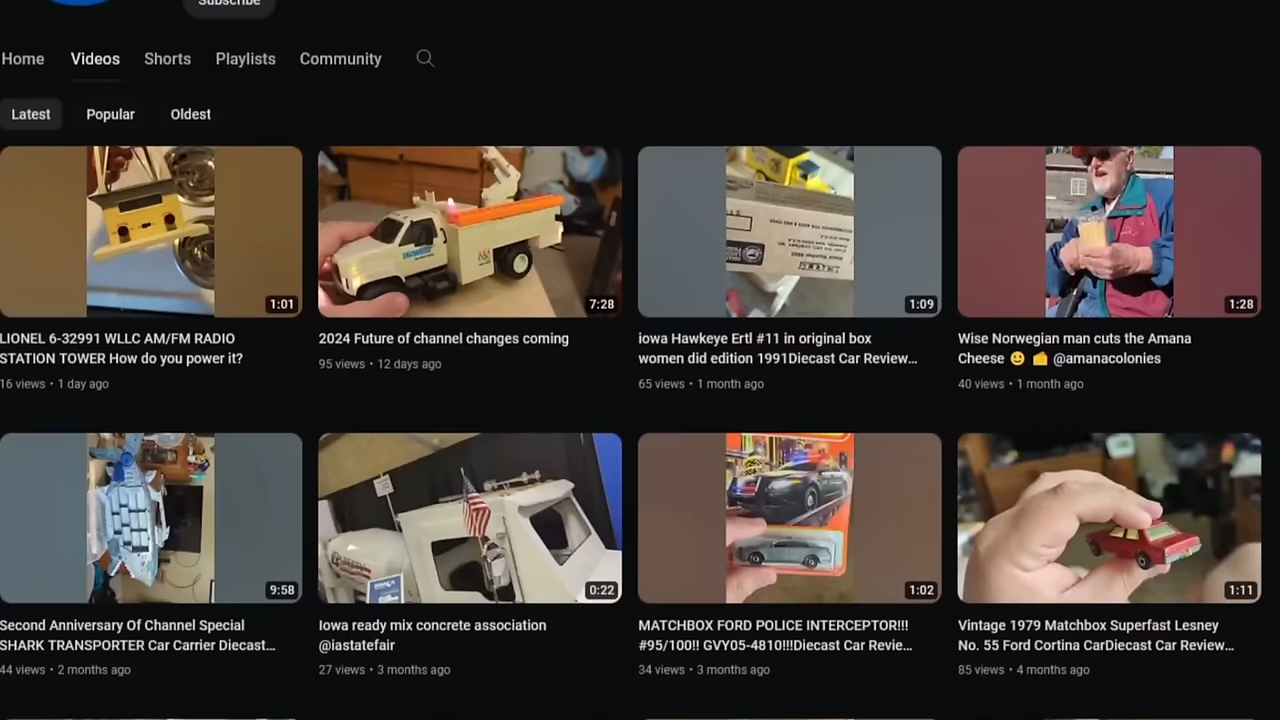 Subscribe
Home Videos Shorts Playlists Community
Latest Popular Oldest
1:01
7:28
1:09
1:28
LIONEL 6-32991 WLLC AM/FM RADIO
STATION TOWER How do you power it?
16 views • 1 day ago
2024 Future of channel changes coming
95 views • 12 days ago
iowa Hawkeye Ertl #11 in original box
women did edition 1991Diecast Car Review...
65 views • 1 month ago
Wise Norwegian man cuts the Amana
Cheese 😀 🧀 @amanacolonies
40 views • 1 month ago
9:58
0:22
1:02
1:11
Second Anniversary Of Channel Special
SHARK TRANSPORTER Car Carrier Diecast...
44 views • 2 months ago
Iowa ready mix concrete association
@iastatefair
27 views • 3 months ago
MATCHBOX FORD POLICE INTERCEPTOR!!!
#95/100!! GVY05-4810!!!Diecast Car Revie...
34 views • 3 months ago
Vintage 1979 Matchbox Superfast Lesney
No. 55 Ford Cortina CarDiecast Car Review...
85 views • 4 months ago